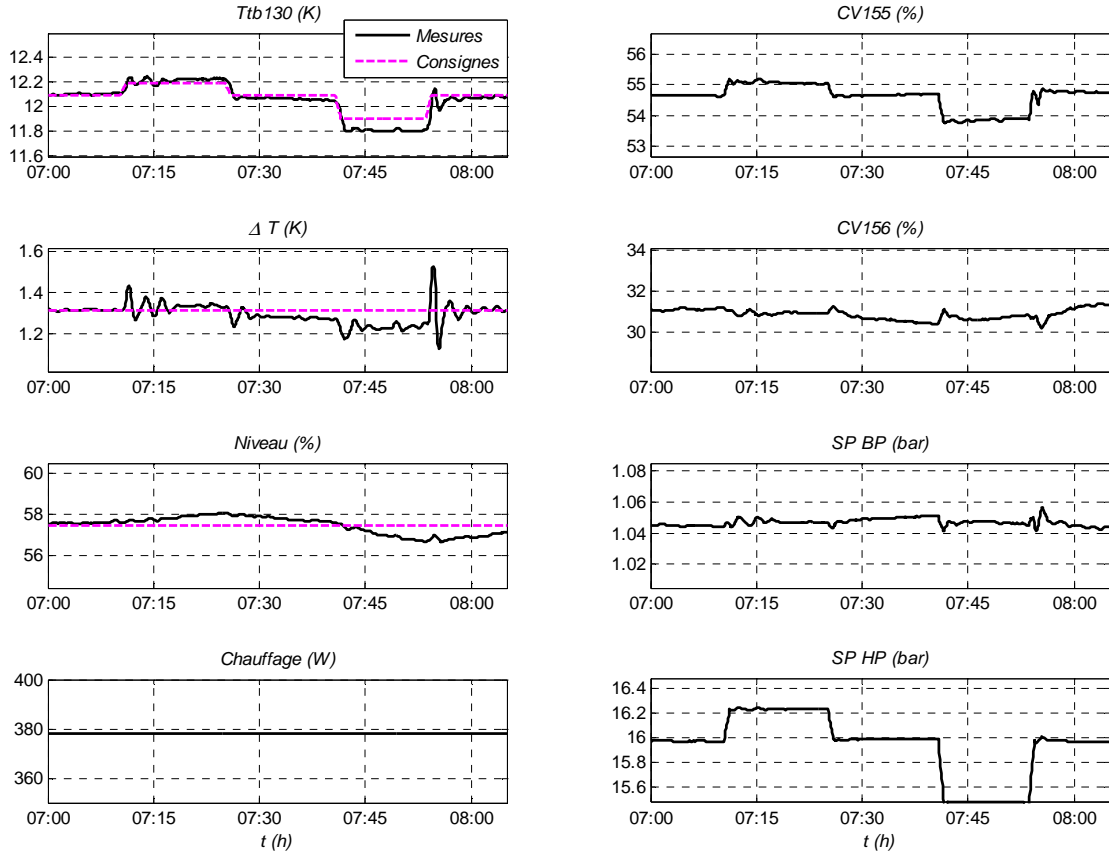 Ttb130 (K)
Mesures
Consignes
12.4
12.2
12
11.8
11.6
07:00 07:15 07:30 07:45 08:00
CV155 (%)
56
55
54
53
07:00 07:15 07:30 07:45 08:00
Δ T (K)
1.6
1.4
1.2
07:00 07:15 07:30 07:45 08:00
CV156 (%)
34
31
30
07:00 07:15 07:30 07:45 08:00
Niveau (%)
60
58
56
07:00 07:15 07:30 07:45 08:00
SP BP (bar)
1.08
1.06
1.04
1.02
07:00 07:15 07:30 07:45 08:00
Chauffage (W)
400
380
360
07:00 07:15 07:30 07:45 08:00
t (h)
SP HP (bar)
16.4
16.2
16
15.6
07:00 07:15 07:30 07:45 08:00
t (h)